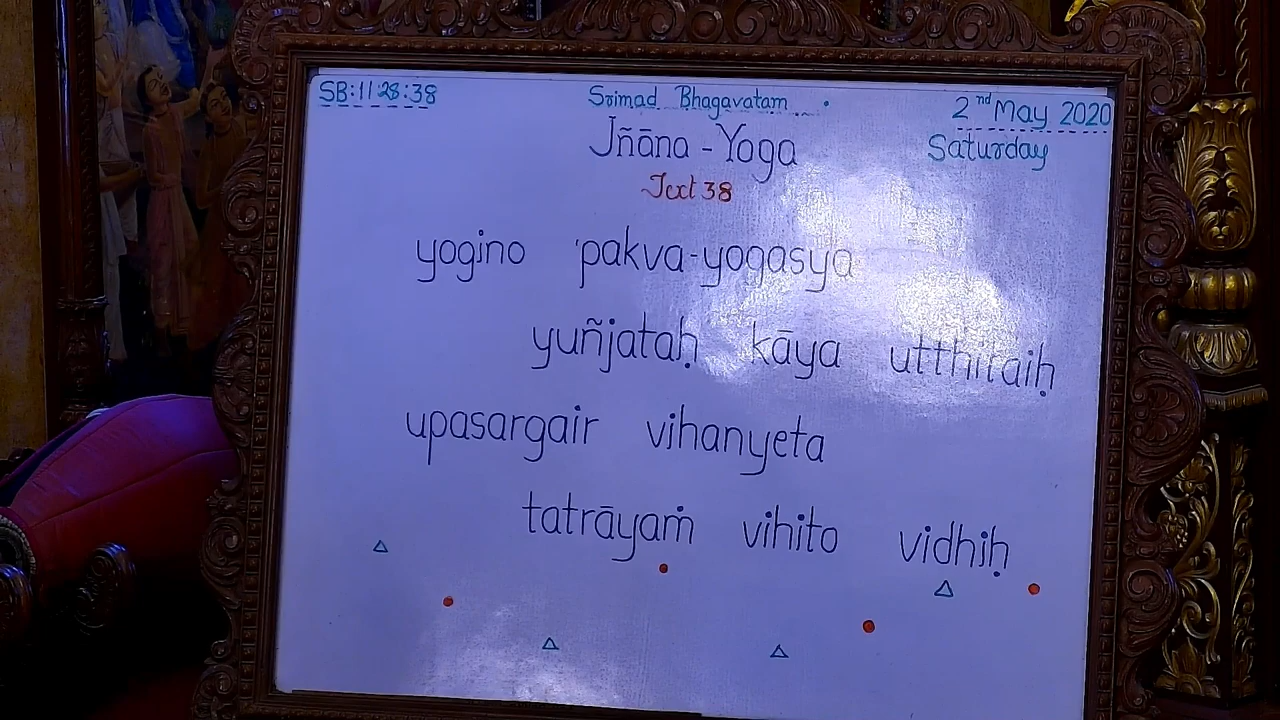 SB:11:28:38 Srimad Bhagavatam 2nd May 2020
Jñāna - Yoga Saturday
Text 38
yogino 'pakva-yogasya
yuñjataḥ kāya utthitaiḥ
upasargair vihanyeta
tatrāyaṁ vihito vidhiḥ